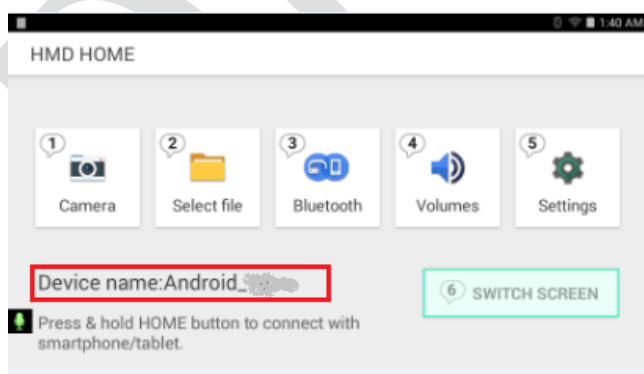 1:40 AM
HMD HOME
1
2
3
4
5
Camera
Select file
Bluetooth
Volumes
Settings
Device name:Android_
6 SWITCH SCREEN
Press & hold HOME button to connect with
smartphone/tablet.